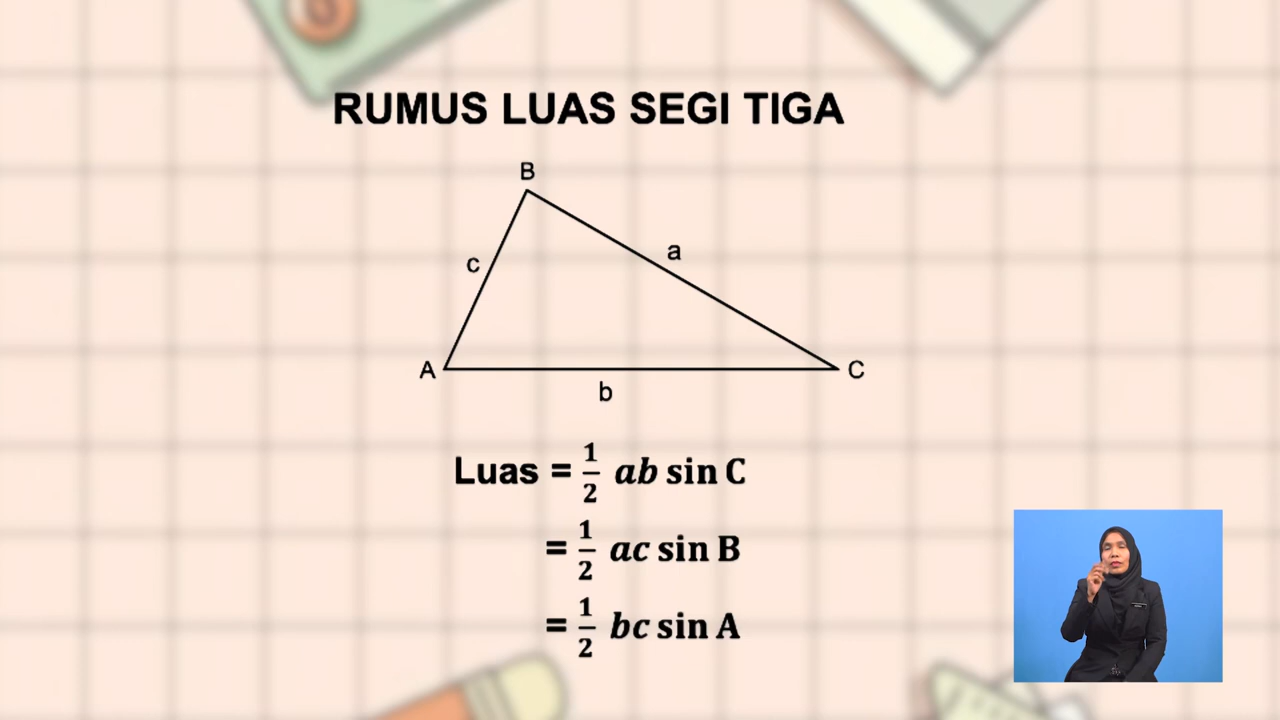 RUMUS LUAS SEGI TIGA
B
c
a
A
C
b
Luas = 1/2 ab sin C
= 1/2 ac sin B
= 1/2 bc sin A